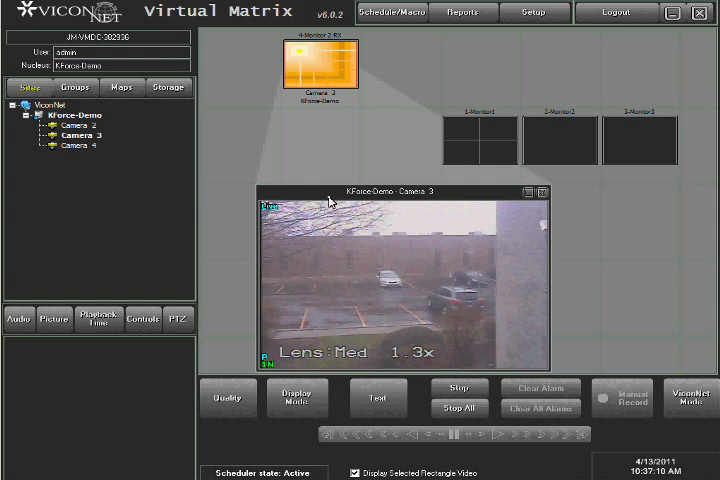 VICON NET Virtual Matrix v6.0.2
Schedule/Macro Reports Setup Logout
JM-VMDC-382936
User: admin
Nucleus: KForce-Demo
Sites Groups Maps Storage
ViconNet
KForce-Demo
Camera 2
Camera 3
Camera 4
4-Monitor 2 RX
Camera 3
KForce-Demo
1-Monitor1 2-Monitor2 3-Monitor3
KForce-Demo - Camera 3
Live
P
1N
Lens:Med 1.3x
Audio Picture Playback Time Controls PTZ
Quality Display Mode Text Stop Clear Alarm Manual Record ViconNet Mode
Stop All Clear All Alarms
Scheduler state: Active Display Selected Rectangle Video
4/13/2011
10:37:10 AM